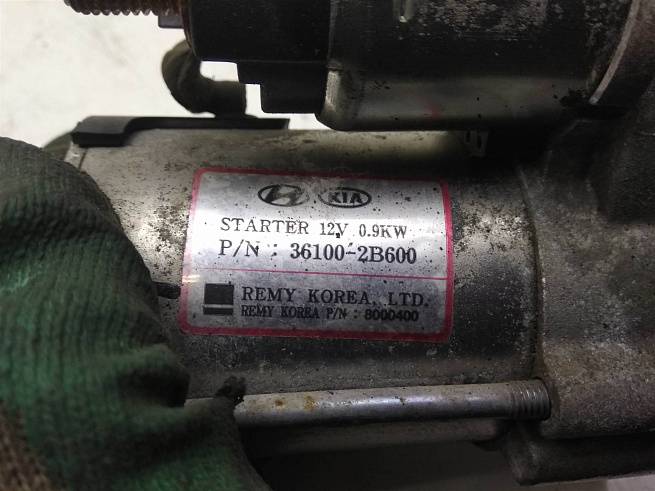 KIA
STARTER 12V 0.9KW
P/N : 36100-2B600
REMY KOREA, LTD.
REMY KOREA P/N : 8000400